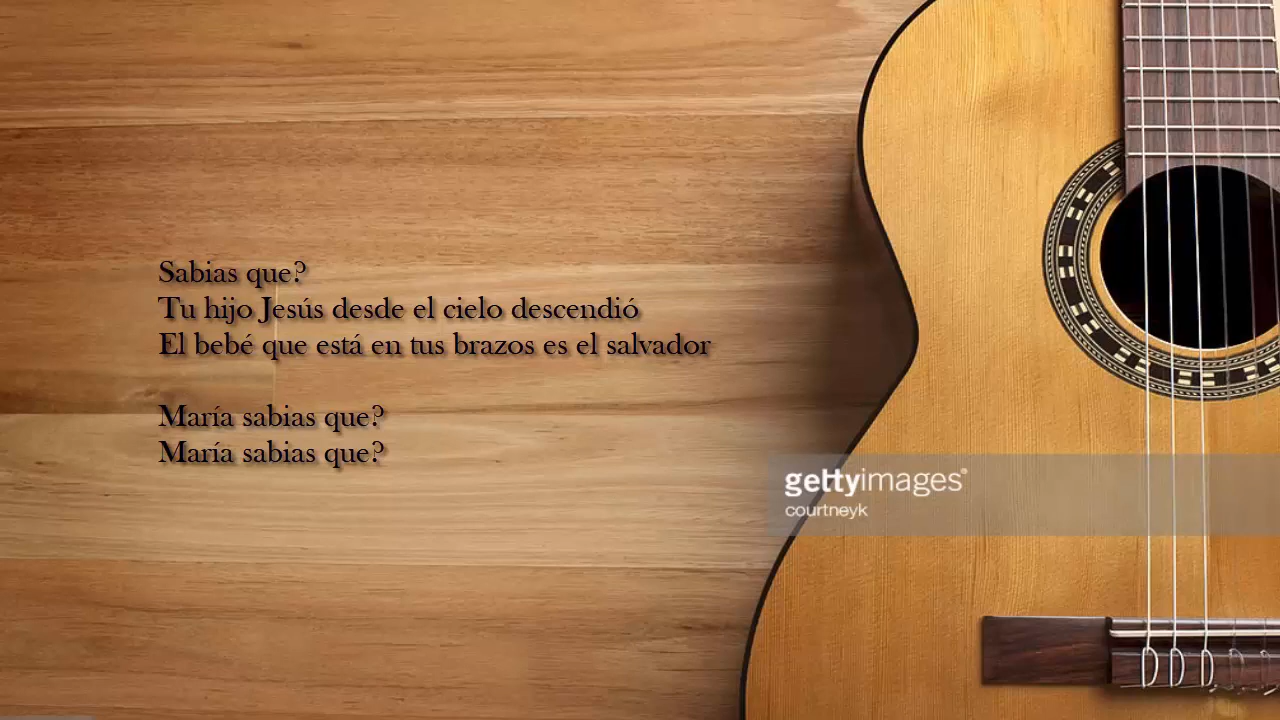 Sabias que?
Tu hijo Jesús desde el cielo descendió
El bebé que está en tus brazos es el salvador
María sabias que?
María sabias que?
gettyimages®
courtneyk